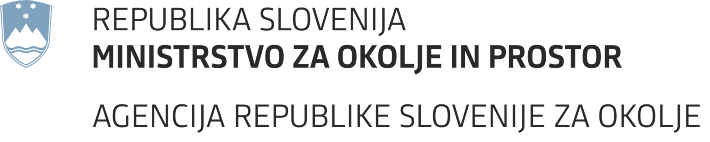 REPUBLIKA SLOVENIJA
MINISTRSTVO ZA OKOLJE IN PROSTOR
AGENCIJA REPUBLIKE SLOVENIJE ZA OKOLJE